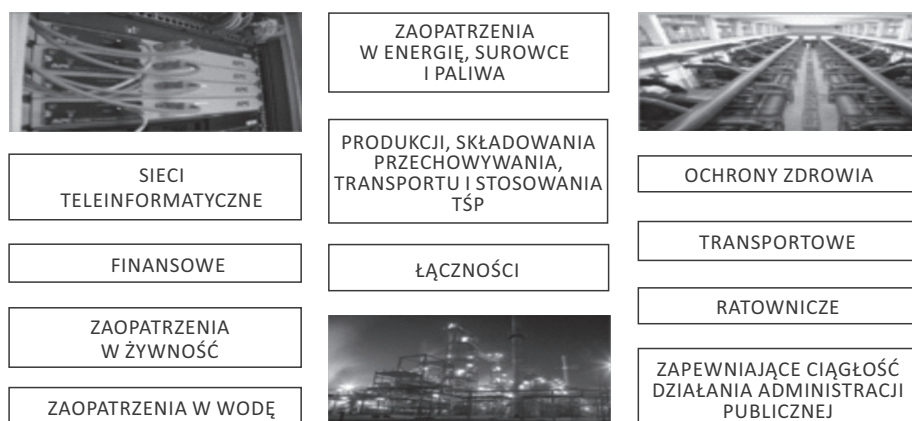 SIECI
TELEINFORMATYCZNE
FINANSOWE
ZAOPATRZENIA
W ŻYWNOŚĆ
ZAOPATRZENIA W WODĘ
ZAOPATRZENIA
W ENERGIĘ, SUROWCE
I PALIWA
PRODUKCJI, SKŁADOWANIA
PRZECHOWYWANIA,
TRANSPORTU I STOSOWANIA
TŚP
ŁĄCZNOŚCI
OCHRONY ZDROWIA
TRANSPORTOWE
RATOWNICZE
ZAPEWNIAJĄCE CIĄGŁOŚĆ
DZIAŁANIA ADMINISTRACJI
PUBLICZNEJ